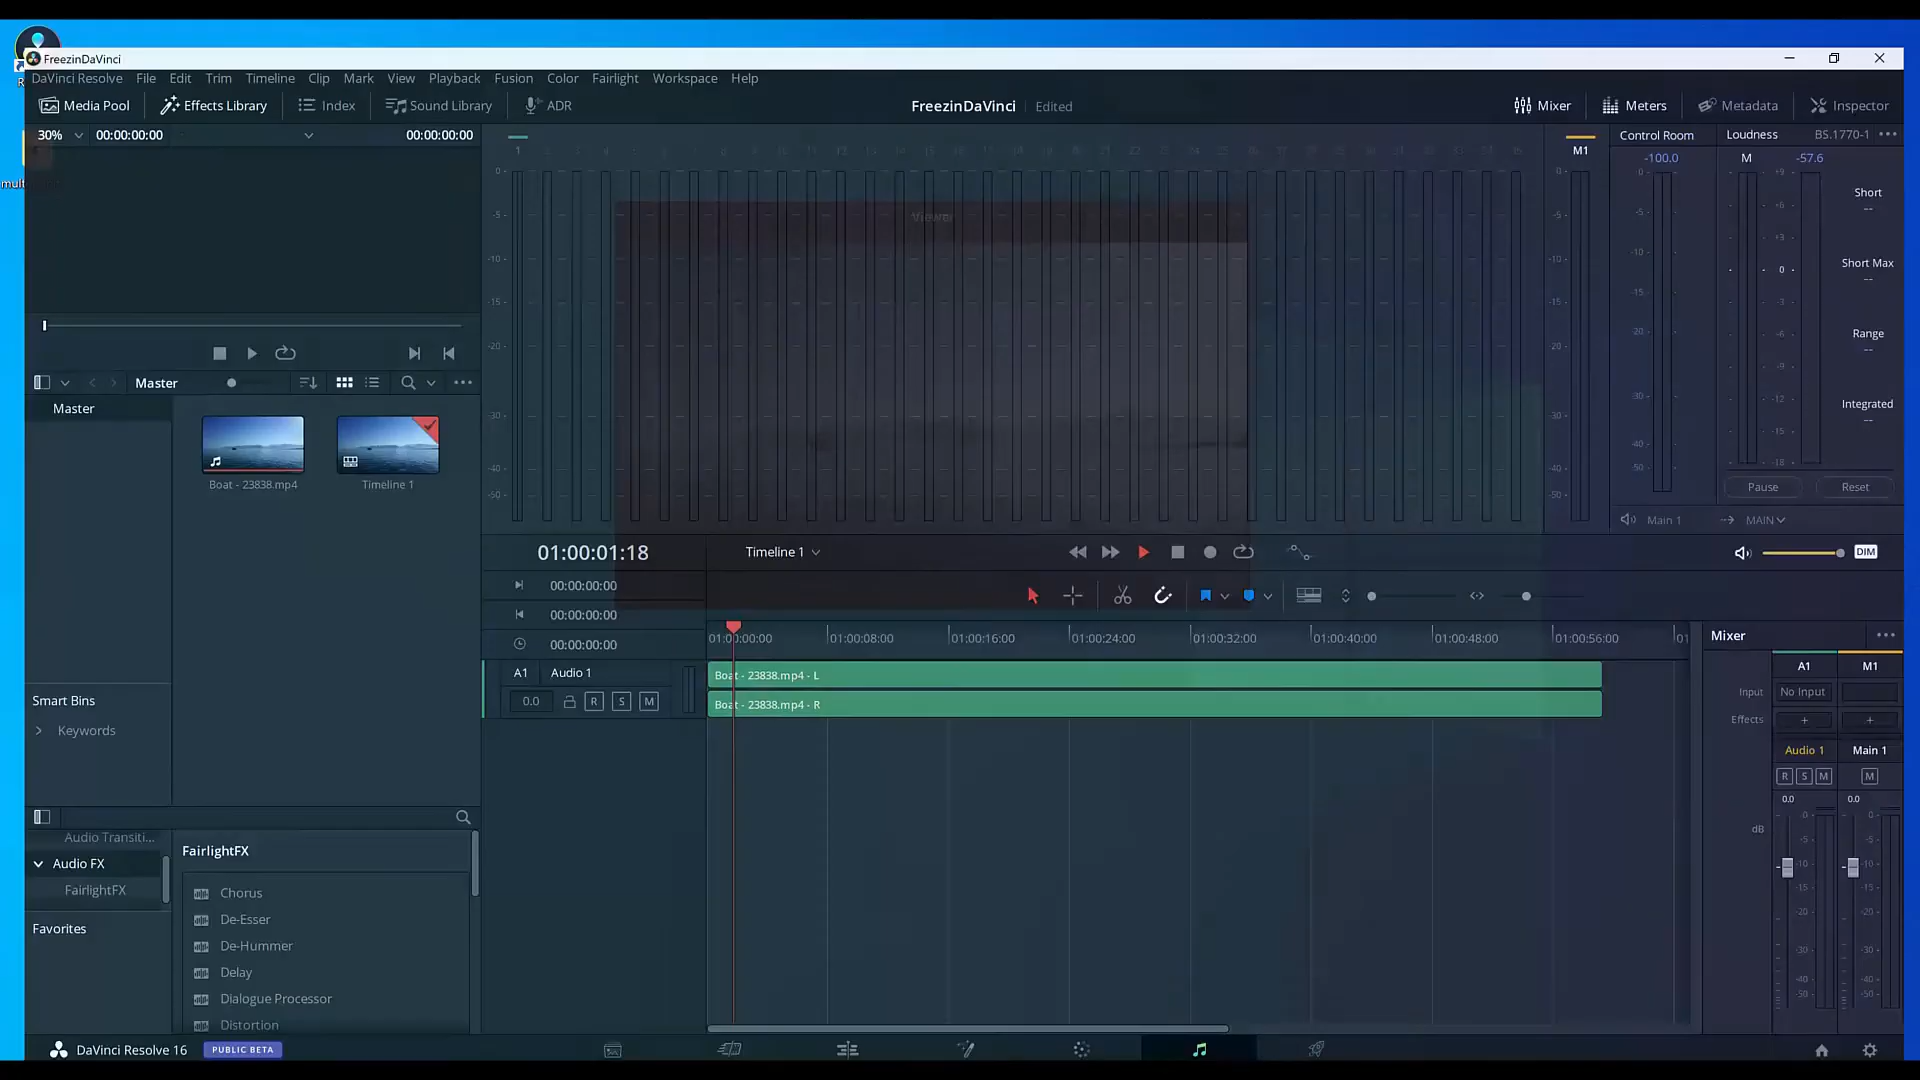 FreezinDaVinci
DaVinci Resolve File Edit Trim Timeline Clip Mark View Playback Fusion Color Fairlight Workspace Help
Media Pool Effects Library Index Sound Library ADR FreezinDaVinci Edited Mixer Meters Metadata Inspector
30% 00:00:00:00 00:00:00:00 Control Room Loudness BS.1770-1
1 M1 -100.0 M -57.6
Short
--
Viewer
Short Max
--
Range
--
Integrated
--
Master
Master
Boat - 23838.mp4 Timeline 1
Pause Reset
Main 1 MAIN
01:00:01:18 Timeline 1 DIM
00:00:00:00
00:00:00:00
00:00:00:00
01:00:00:00 01:00:08:00 01:00:16:00 01:00:24:00 01:00:32:00 01:00:40:00 01:00:48:00 01:00:56:00
Mixer
A1 Audio 1 Boat - 23838.mp4 - L
0.0 R S M Boat - 23838.mp4 - R
A1 M1
Input No Input
Effects + +
Audio 1 Main 1
R S M M
0.0 0.0
dB
Smart Bins
Keywords
Audio Transiti...
Audio FX
FairlightFX
Favorites
FairlightFX
Chorus
De-Esser
De-Hummer
Delay
Dialogue Processor
Distortion
DaVinci Resolve 16 PUBLIC BETA